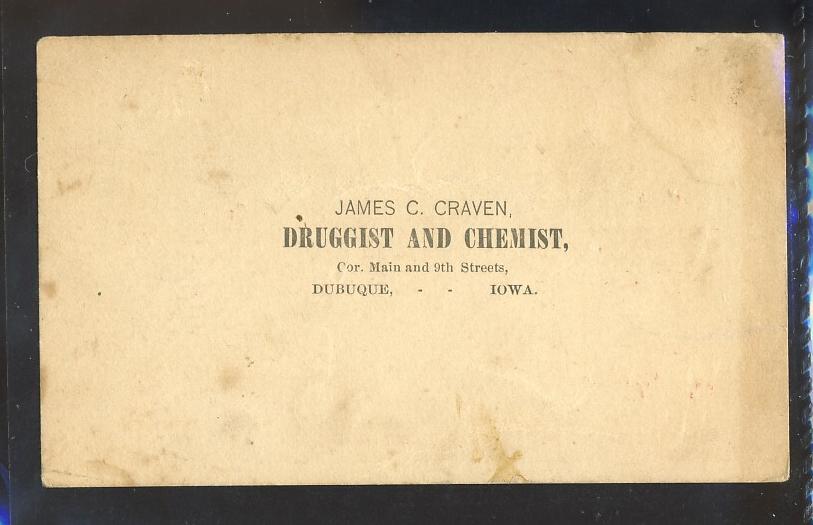 JAMES C. CRAVEN,
DRUGGIST AND CHEMIST,
Cor. Main and 9th Streets,
DUBUQUE, - - IOWA.